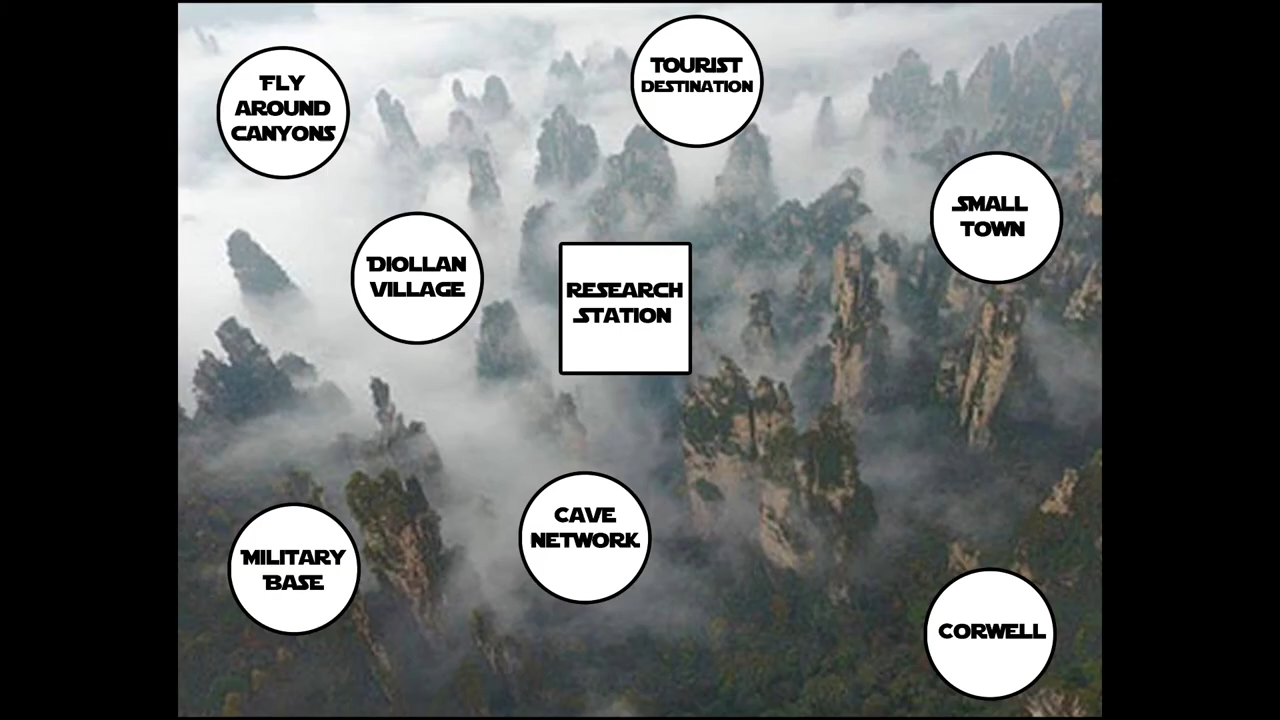 FLY
AROUND
CANYONS
TOURIST
DESTINATION
SMALL
TOWN
DIOLLAN
VILLAGE
RESEARCH
STATION
CAVE
NETWORK
MILITARY
BASE
CORWELL